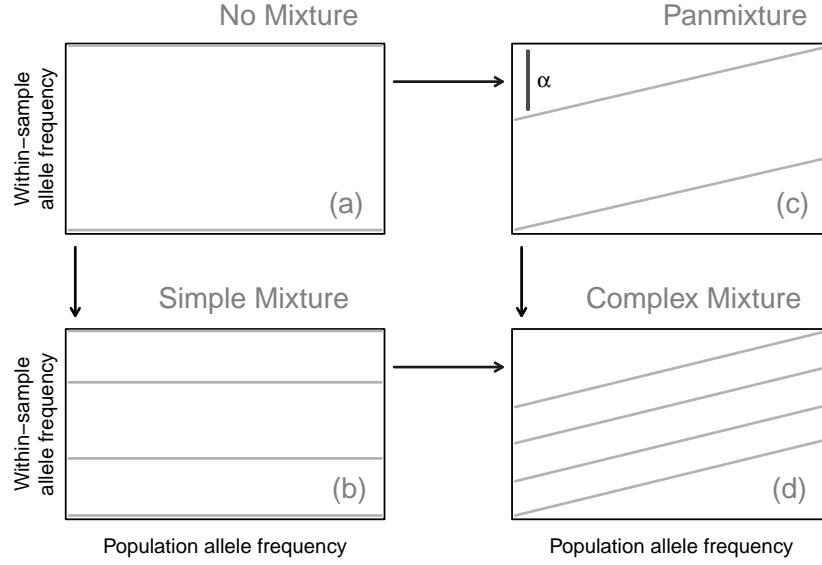 No Mixture
Panmixture
Within−sample
allele frequency
α
(a)
(c)
Simple Mixture
Complex Mixture
Within−sample
allele frequency
(b)
(d)
Population allele frequency
Population allele frequency